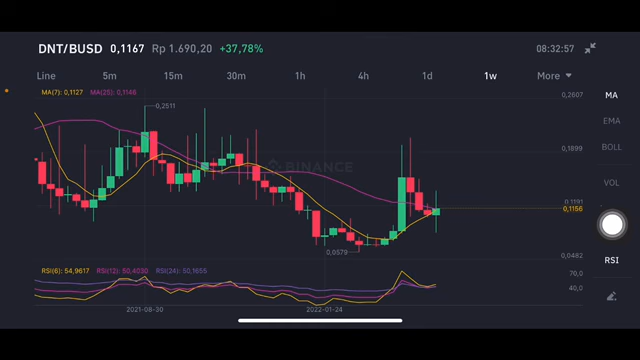 DNT/BUSD 0,1167 Rp 1.690,20 +37,78% 08:32:57
Line 5m 15m 30m 1h 4h 1d 1w More
MA(7): 0,1127 MA(25): 0,1146
0,2607
MA
0,2511
EMA
0,1899
BOLL
BINANCE
VOL
0,1191
0,1156
0,0579
0,0482
RSI
RSI(6): 54,9617 RSI(12): 50,4030 RSI(24): 50,1655
70,0
40,0
2021-08-30 2022-01-24